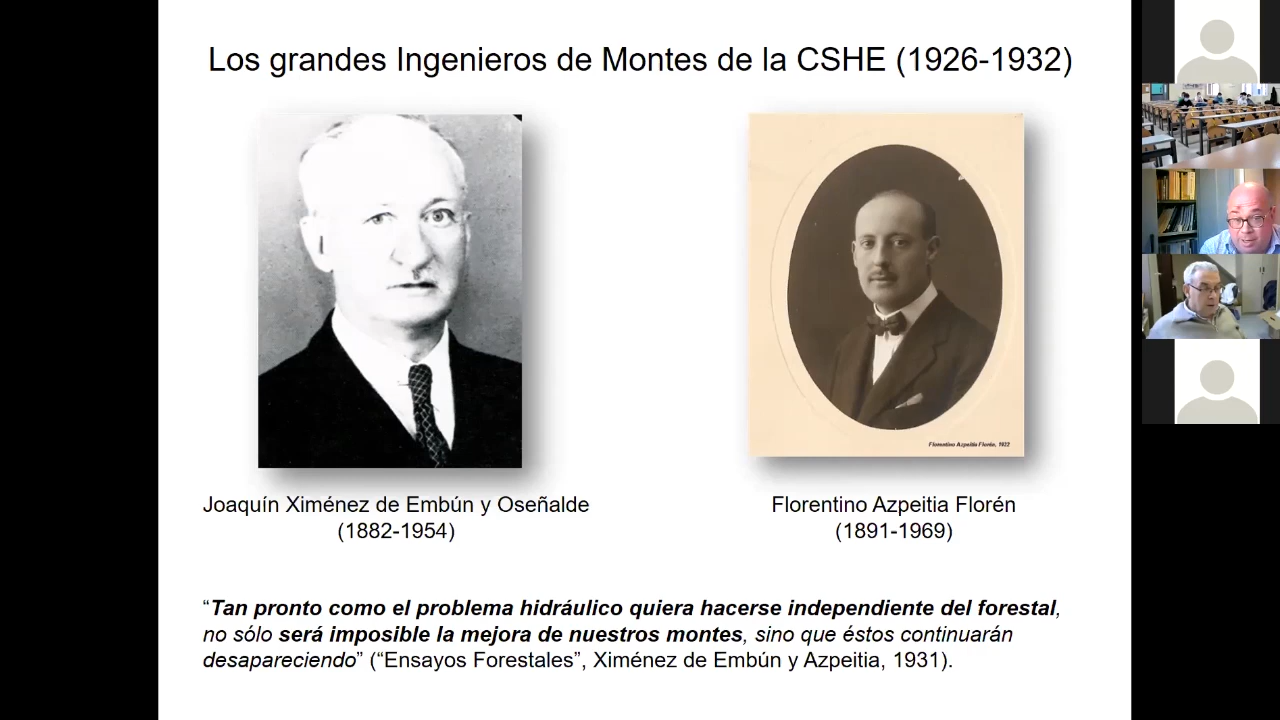 Los grandes Ingenieros de Montes de la CSHE (1926-1932)
Florentino Azpeitia Florén, 1922
Joaquín Ximénez de Embún y Oseñalde
(1882-1954)
Florentino Azpeitia Florén
(1891-1969)
“Tan pronto como el problema hidráulico quiera hacerse independiente del forestal,
no sólo será imposible la mejora de nuestros montes, sino que éstos continuarán
desapareciendo” (“Ensayos Forestales”, Ximénez de Embún y Azpeitia, 1931).